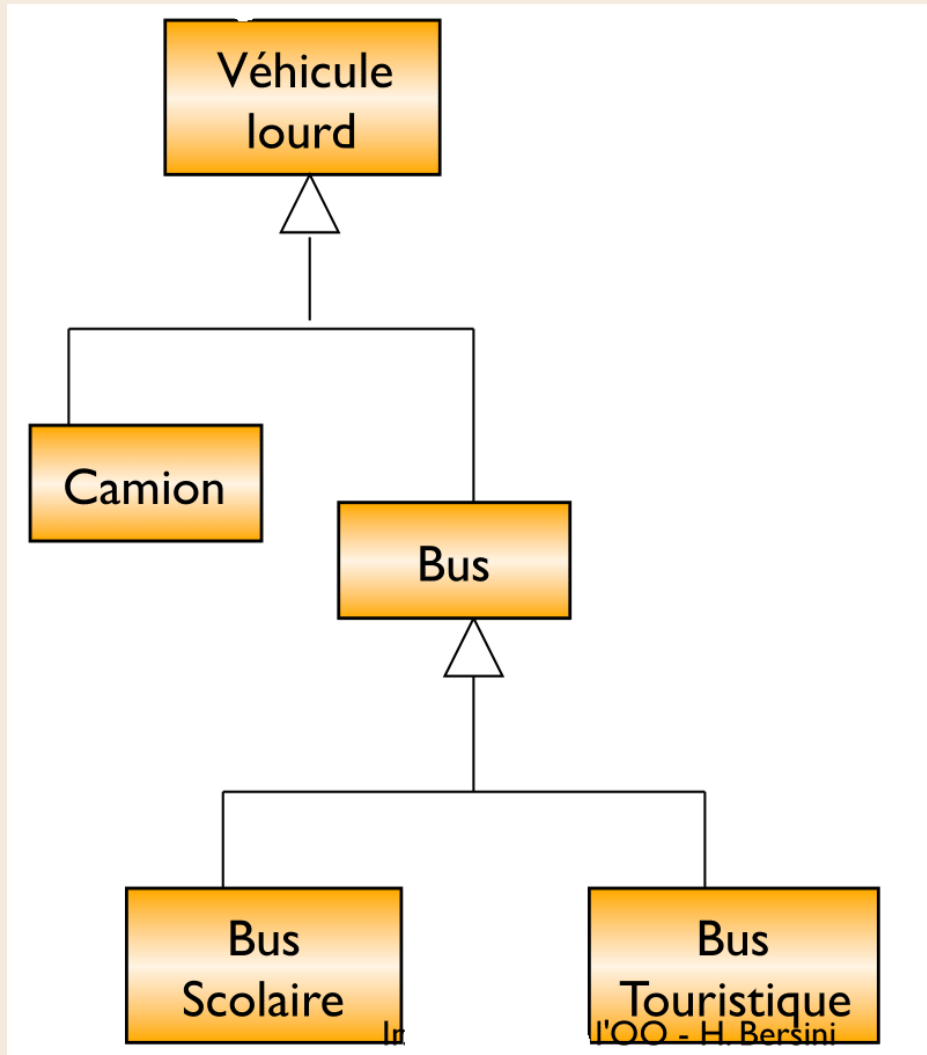 Véhicule
lourd
Camion
Bus
Bus
Scolaire
Bus
Touristique
l'OO - H. Bersini